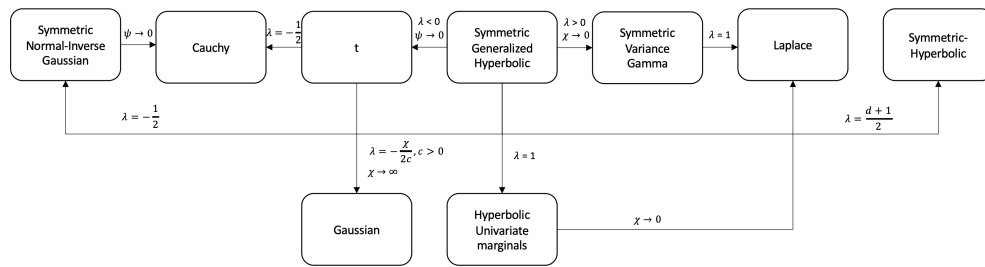 Symmetric
Normal-Inverse
Gaussian
ψ → 0
Cauchy
λ = −1/2
t
λ < 0
ψ → 0
Symmetric
Generalized
Hyperbolic
λ > 0
χ → 0
Symmetric
Variance
Gamma
λ = 1
Laplace
Symmetric-
Hyperbolic
λ = −1/2
λ = (d + 1)/2
λ = −χ/2c, c > 0
χ → ∞
λ = 1
Gaussian
Hyperbolic
Univariate
marginals
χ → 0